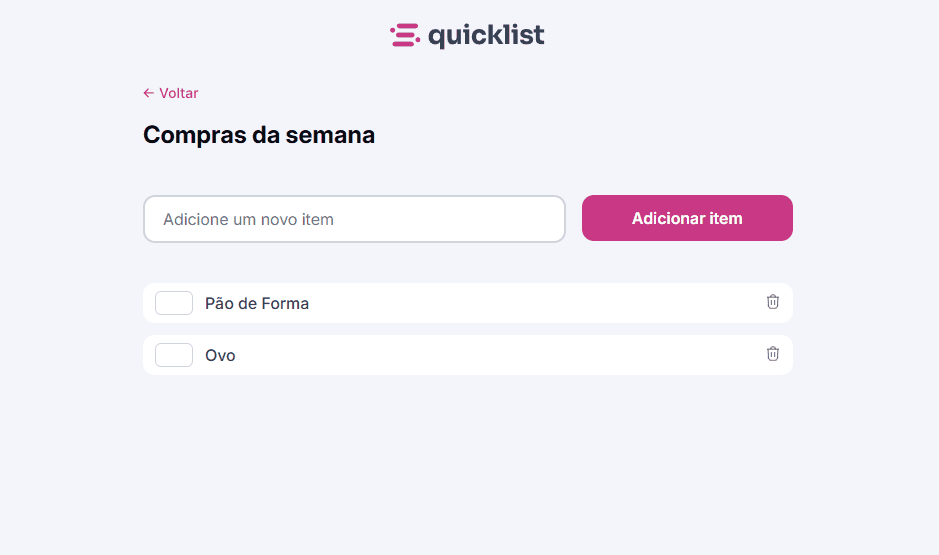 quicklist
← Voltar
Compras da semana
Adicione um novo item
Adicionar item
Pão de Forma
Ovo